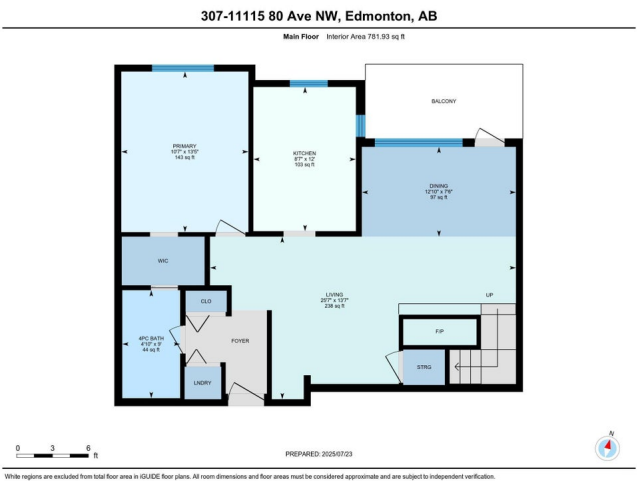 307-11115 80 Ave NW, Edmonton, AB
Main Floor Interior Area 781.93 sq ft
BALCONY
PRIMARY
10'7" x 13'5"
143 sq ft
KITCHEN
8'7" x 12'
103 sq ft
DINING
12'10" x 7'6"
97 sq ft
WIC
LIVING
25'7" x 13'7"
238 sq ft
UP
CLO
F/P
4PC BATH
4'10" x 9'
44 sq ft
FOYER
STRG
LNDRY
N
0 3 6
ft
PREPARED: 2025/07/23
White regions are excluded from total floor area in iGUIDE floor plans. All room dimensions and floor areas must be considered approximate and are subject to independent verification.